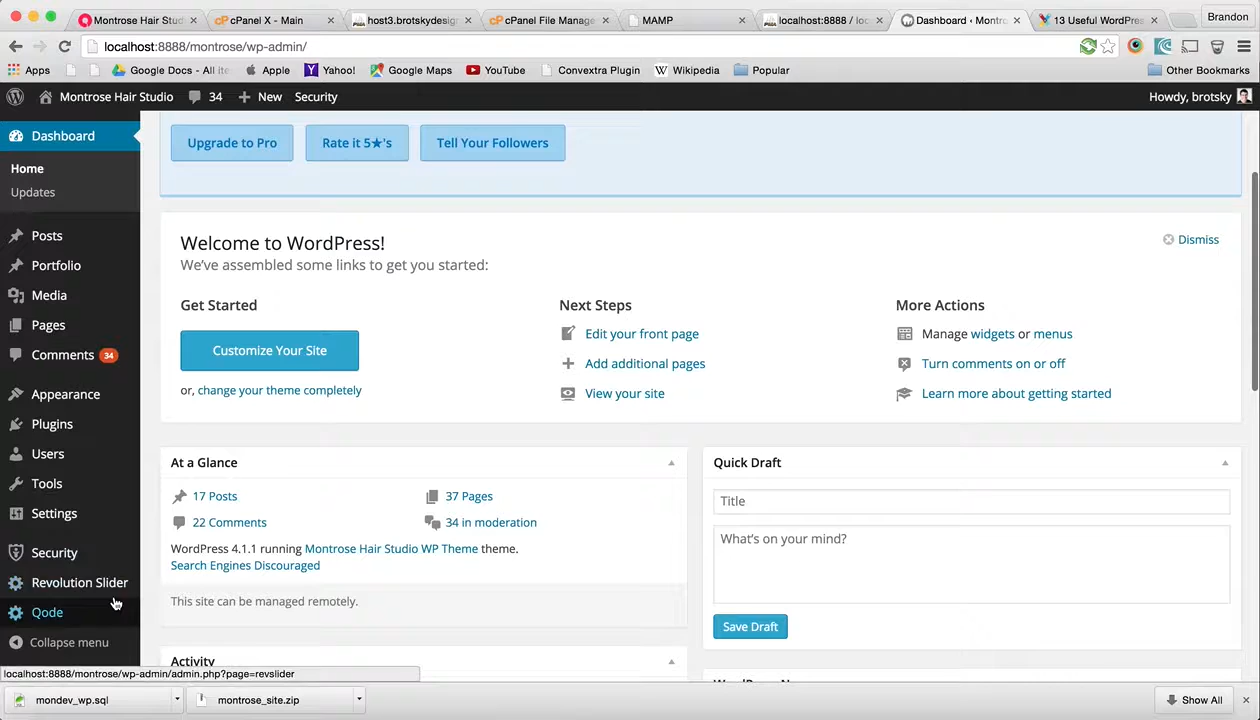 Montrose Hair Stud
cPanel X - Main
host3.brotskydesign
cPanel File Manage
MAMP
localhost:8888 / loc
Dashboard ‹ Montro
13 Useful WordPres
Brandon
localhost:8888/montrose/wp-admin/
Apps
Google Docs - All ite
Apple
Yahoo!
Google Maps
YouTube
Convextra Plugin
Wikipedia
Popular
Other Bookmarks
Montrose Hair Studio
34
New
Security
Howdy, brotsky
Dashboard
Home
Updates
Posts
Portfolio
Media
Pages
Comments 34
Appearance
Plugins
Users
Tools
Settings
Security
Revolution Slider
Qode
Collapse menu
Upgrade to Pro
Rate it 5★'s
Tell Your Followers
Welcome to WordPress!
We've assembled some links to get you started:
Dismiss
Get Started
Customize Your Site
or, change your theme completely
Next Steps
Edit your front page
Add additional pages
View your site
More Actions
Manage widgets or menus
Turn comments on or off
Learn more about getting started
At a Glance
17 Posts
37 Pages
22 Comments
34 in moderation
WordPress 4.1.1 running Montrose Hair Studio WP Theme theme.
Search Engines Discouraged
This site can be managed remotely.
Activity
Quick Draft
Title
What's on your mind?
Save Draft
localhost:8888/montrose/wp-admin/admin.php?page=revslider
mondev_wp.sql
montrose_site.zip
Show All